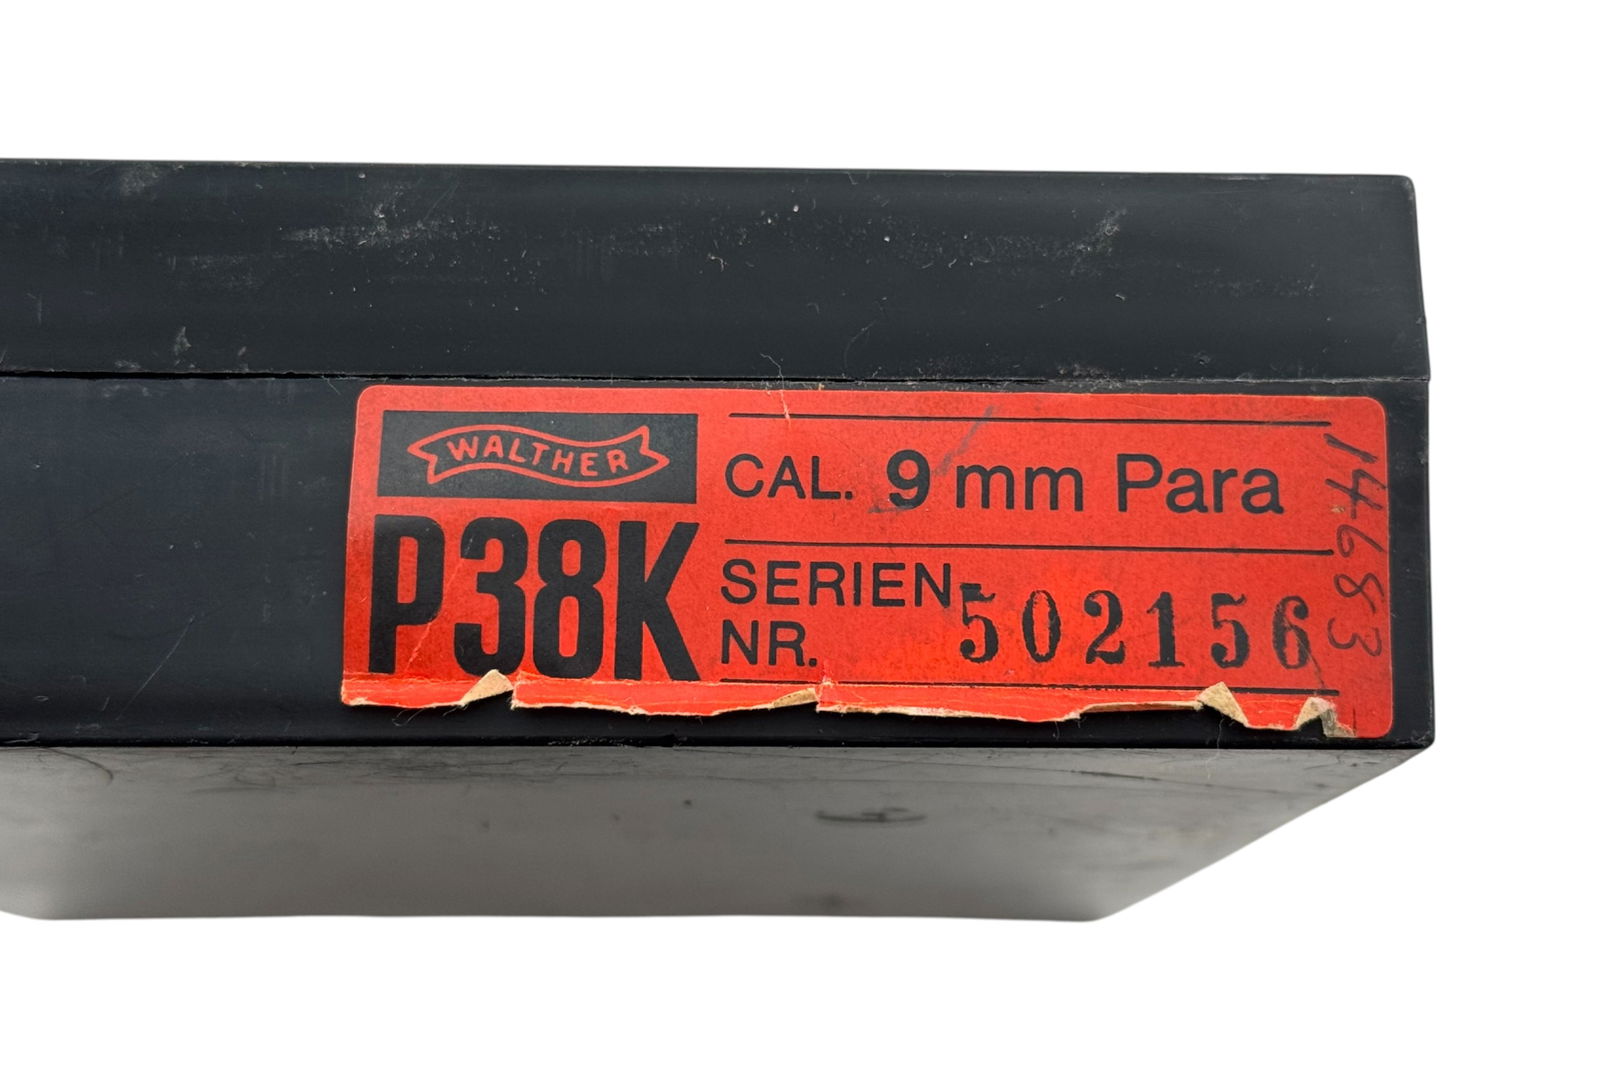 WALTHER
P38K
CAL. 9 mm Para
SERIEN-
NR. 502156
14683